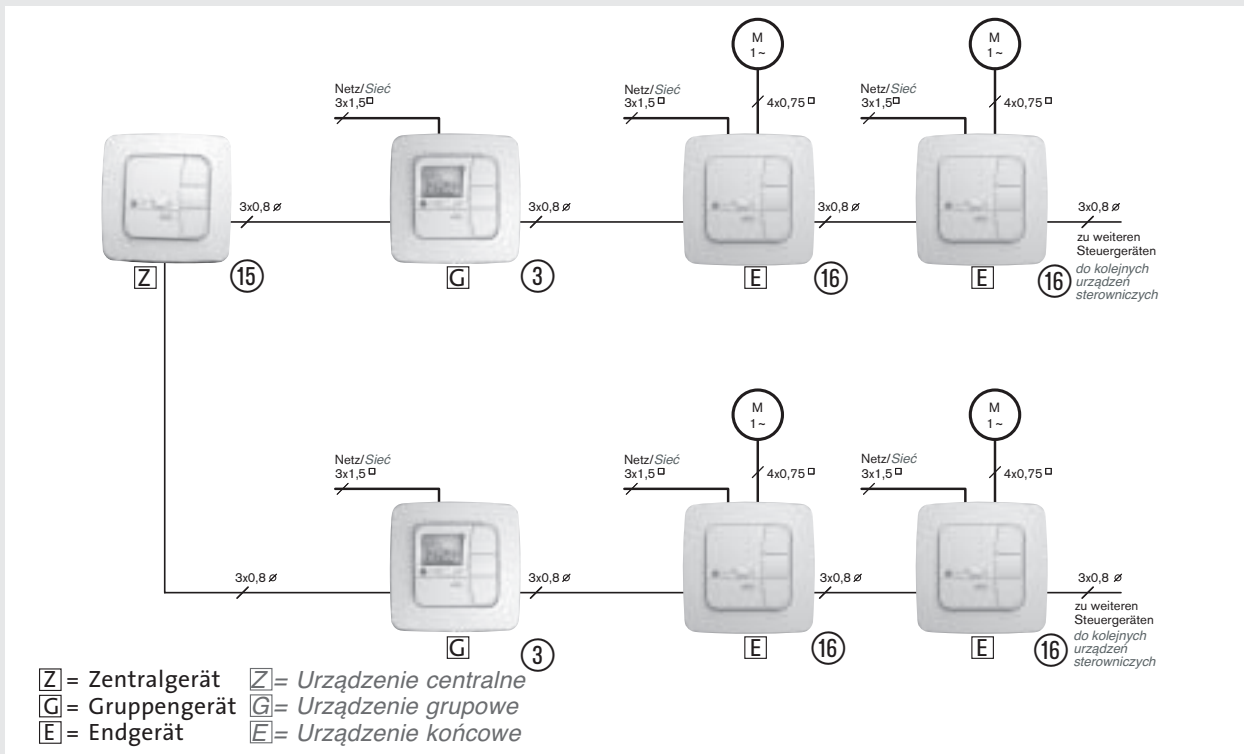 M
1~
M
1~
Netz/Sieć
3x1,5□
Netz/Sieć
3x1,5□
4x0,75□
Netz/Sieć
3x1,5□
4x0,75□
3x0,8 ø
3x0,8 ø
3x0,8 ø
3x0,8 ø
zu weiteren
Steuergeräten
do kolejnych
urządzeń
sterowniczych
Z
15
G
3
E
16
E
16
M
1~
M
1~
Netz/Sieć
3x1,5□
Netz/Sieć
3x1,5□
4x0,75□
Netz/Sieć
3x1,5□
4x0,75□
3x0,8 ø
3x0,8 ø
3x0,8 ø
3x0,8 ø
zu weiteren
Steuergeräten
do kolejnych
urządzeń
sterowniczych
G
3
E
16
E
16
Z = Zentralgerät Z = Urządzenie centralne
G = Gruppengerät G = Urządzenie grupowe
E = Endgerät E = Urządzenie końcowe